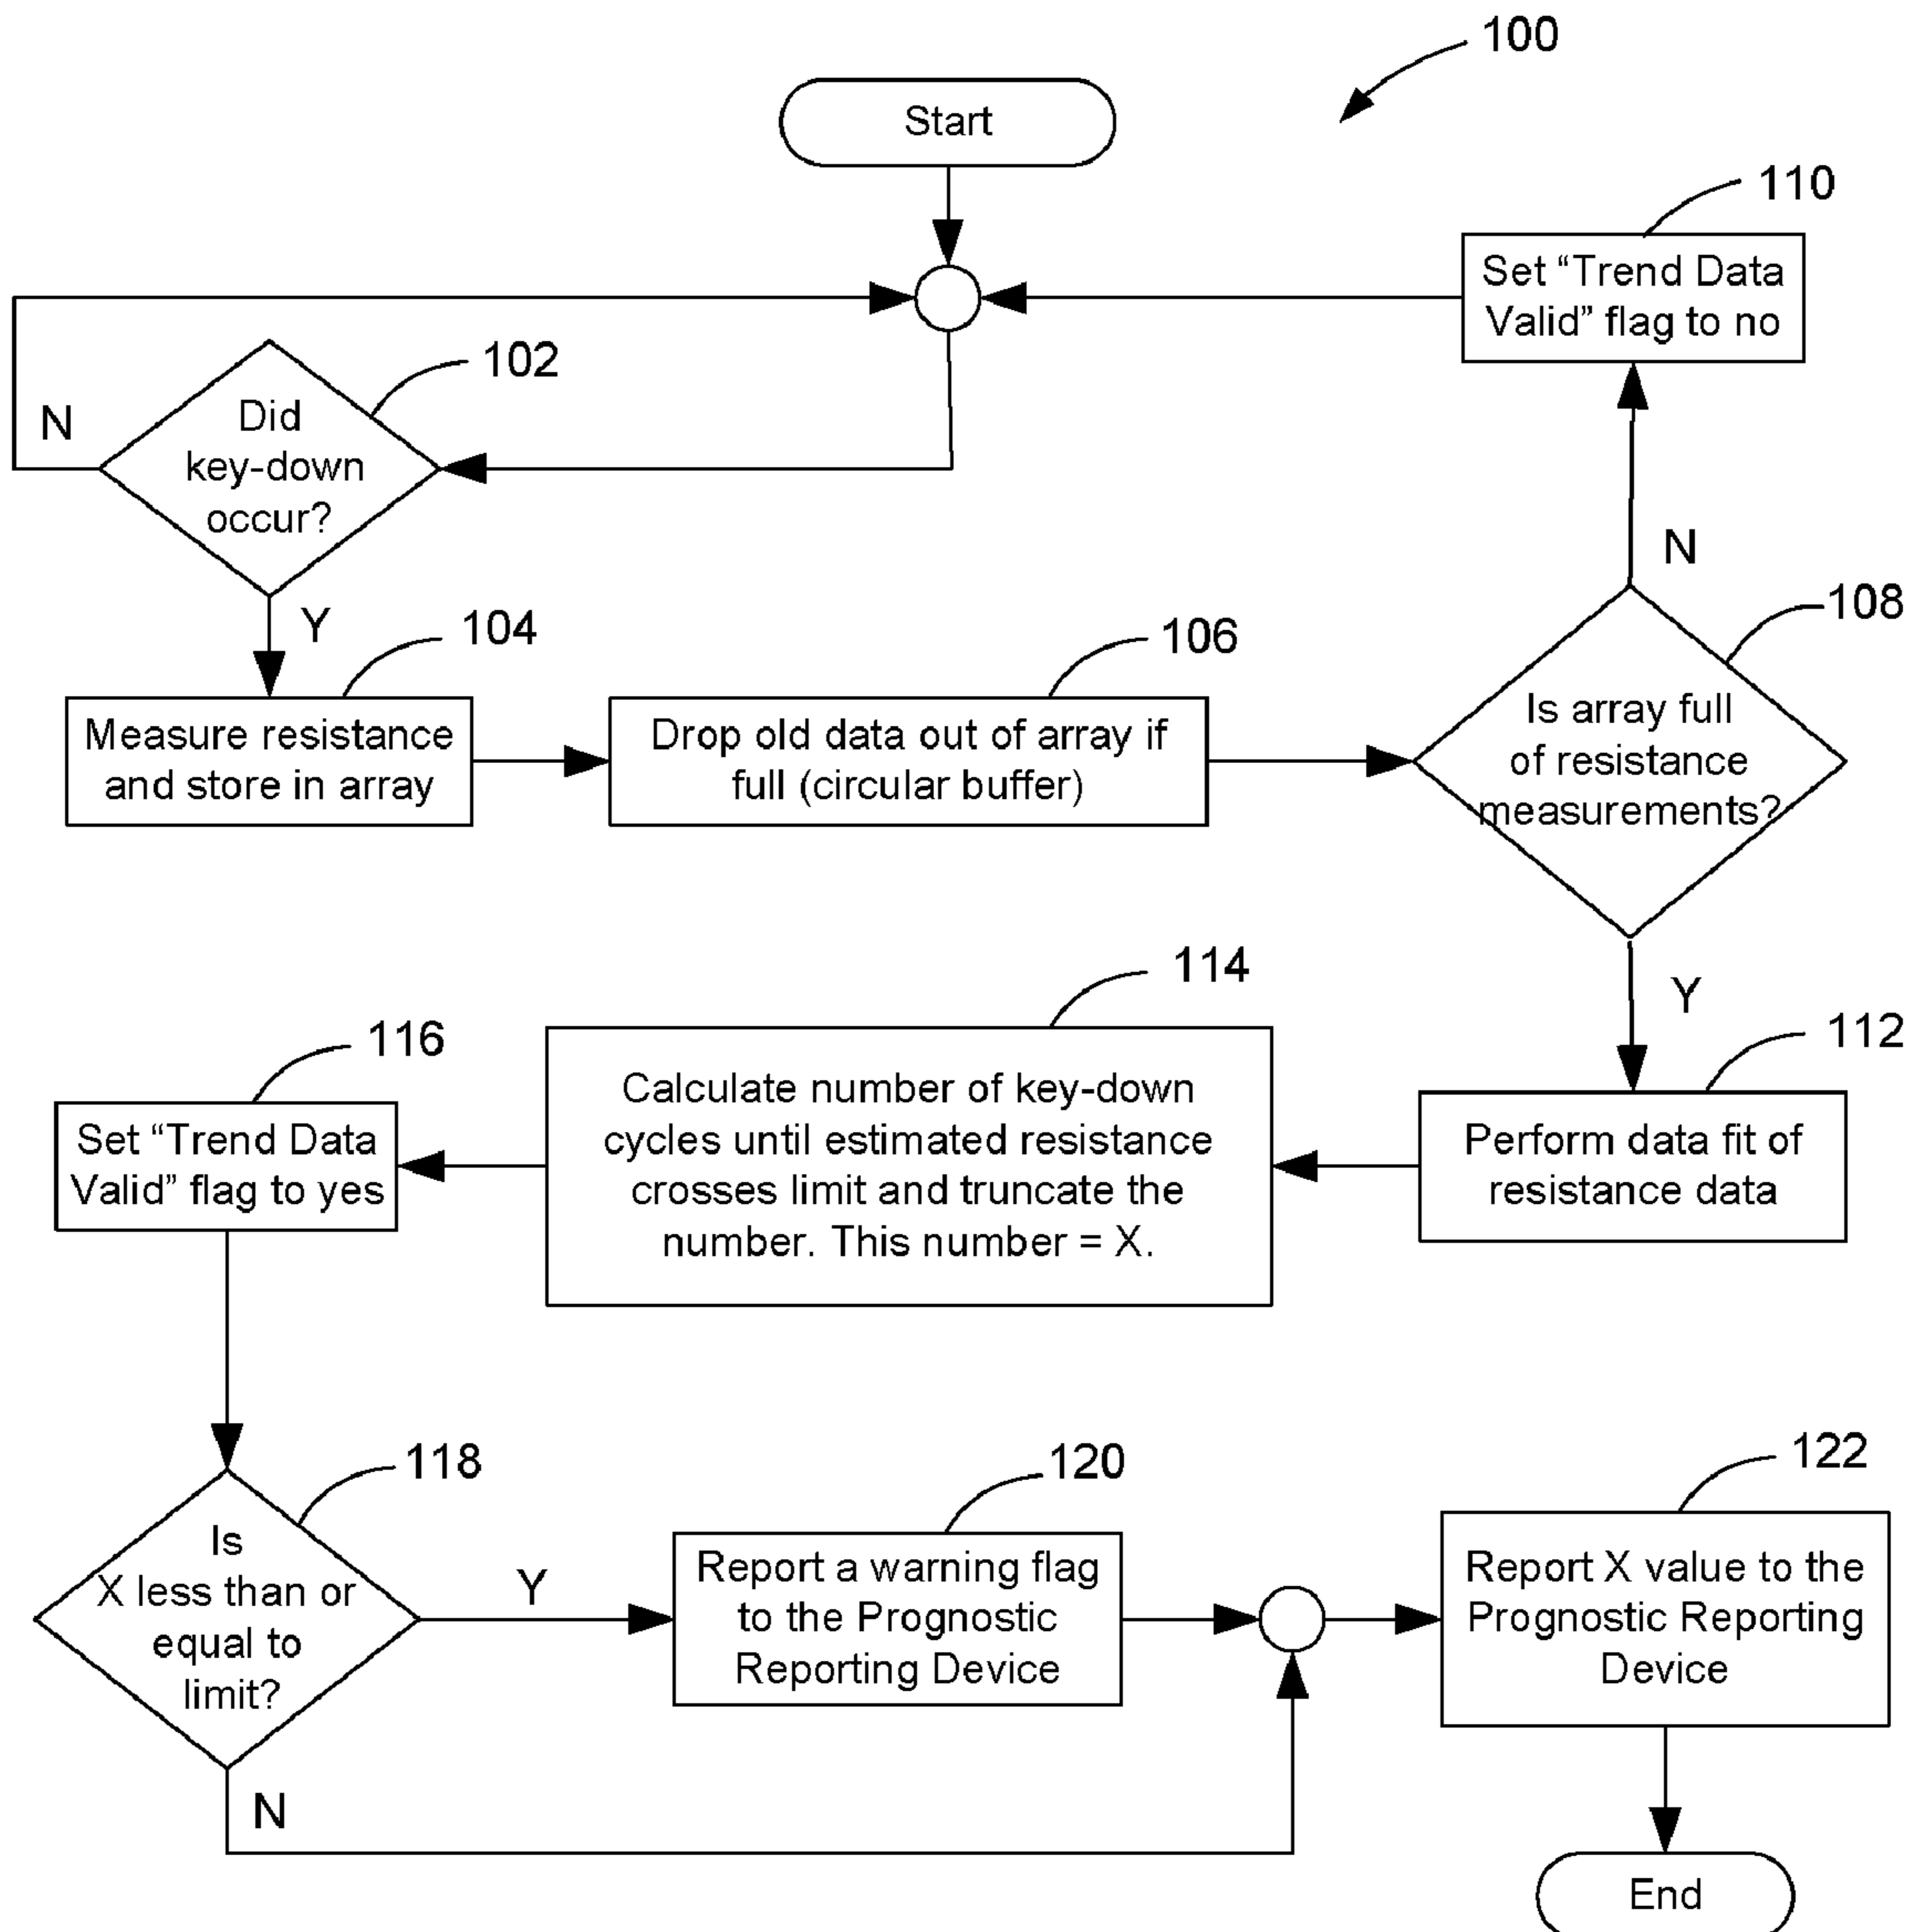 100
Start
110
Set “Trend Data
Valid” flag to no
102
N
Did
key-down
occur?
Y
104
Measure resistance
and store in array
106
Drop old data out of array if
full (circular buffer)
N
108
Is array full
of resistance
measurements?
Y
112
Perform data fit of
resistance data
114
Calculate number of key-down
cycles until estimated resistance
crosses limit and truncate the
number. This number = X.
116
Set “Trend Data
Valid” flag to yes
118
Is
X less than or
equal to
limit?
Y
N
120
Report a warning flag
to the Prognostic
Reporting Device
122
Report X value to the
Prognostic Reporting
Device
End